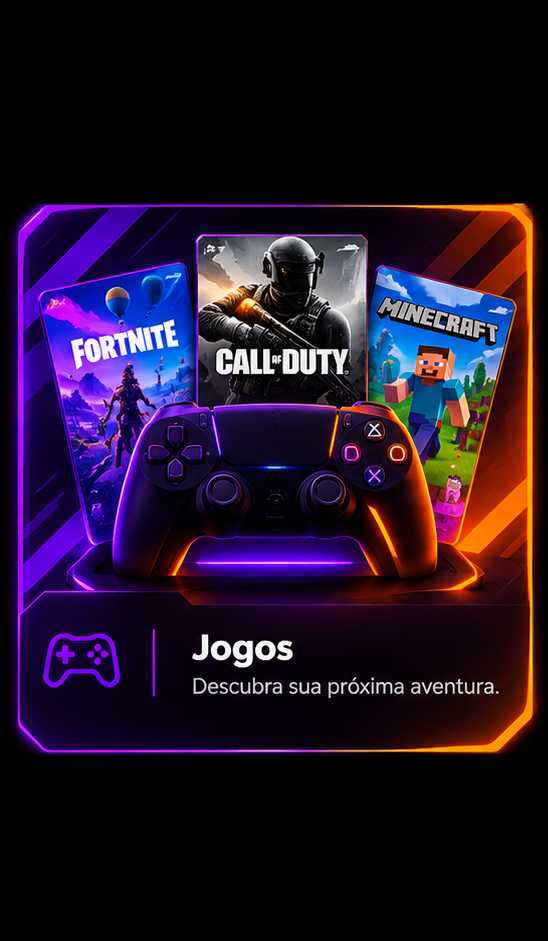 FORTNITE
CALL OF DUTY
MINECRAFT
Jogos
Descubra sua próxima aventura.